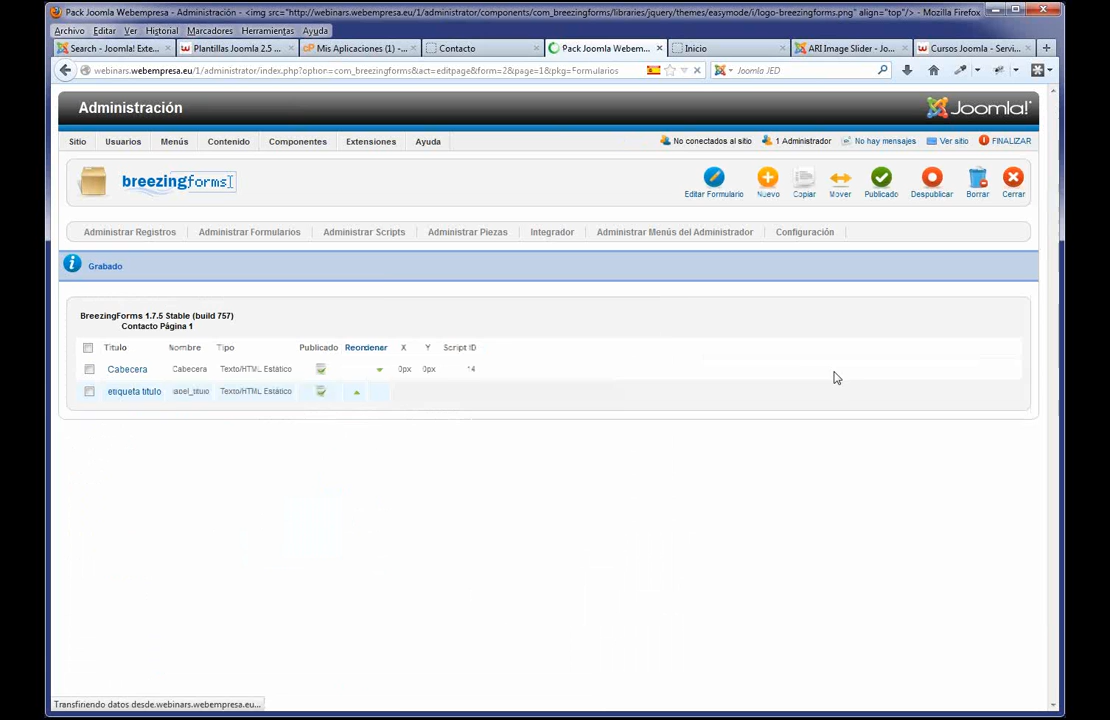 Pack Joomla Webempresa - Administración - <img src="http://webinars.webempresa.eu/1/administrator/components/com_breezingforms/libraries/jquery/themes/easymode/i/logo-breezingforms.png" align="top"/> - Mozilla Firefox
Archivo Editar Ver Historial Marcadores Herramientas Ayuda
Search - Joomla! Exte... Plantillas Joomla 2.5 ... Mis Aplicaciones (1) -... Contacto Pack Joomla Webem... Inicio ARI Image Slider - Jo... Cursos Joomla - Servi...
webinars.webempresa.eu/1/administrator/index.php?option=com_breezingforms&act=editpage&form=2&page=1&pkg=Formularios Joomla JED
Administración Joomla!
Sitio Usuarios Menús Contenido Componentes Extensiones Ayuda No conectados al sitio 1 Administrador No hay mensajes Ver sitio FINALIZAR
breezingforms
Editar Formulario Nuevo Copiar Mover Publicado Despublicar Borrar Cerrar
Administrar Registros Administrar Formularios Administrar Scripts Administrar Piezas Integrador Administrar Menús del Administrador Configuración
Grabado
BreezingForms 1.7.5 Stable (build 757)
Contacto Página 1
Titulo Nombre Tipo Publicado Reordenar X Y Script ID
Cabecera Cabecera Texto/HTML Estático 0px 0px 14
etiqueta titulo label_titulo Texto/HTML Estático
Transfiriendo datos desde webinars.webempresa.eu...